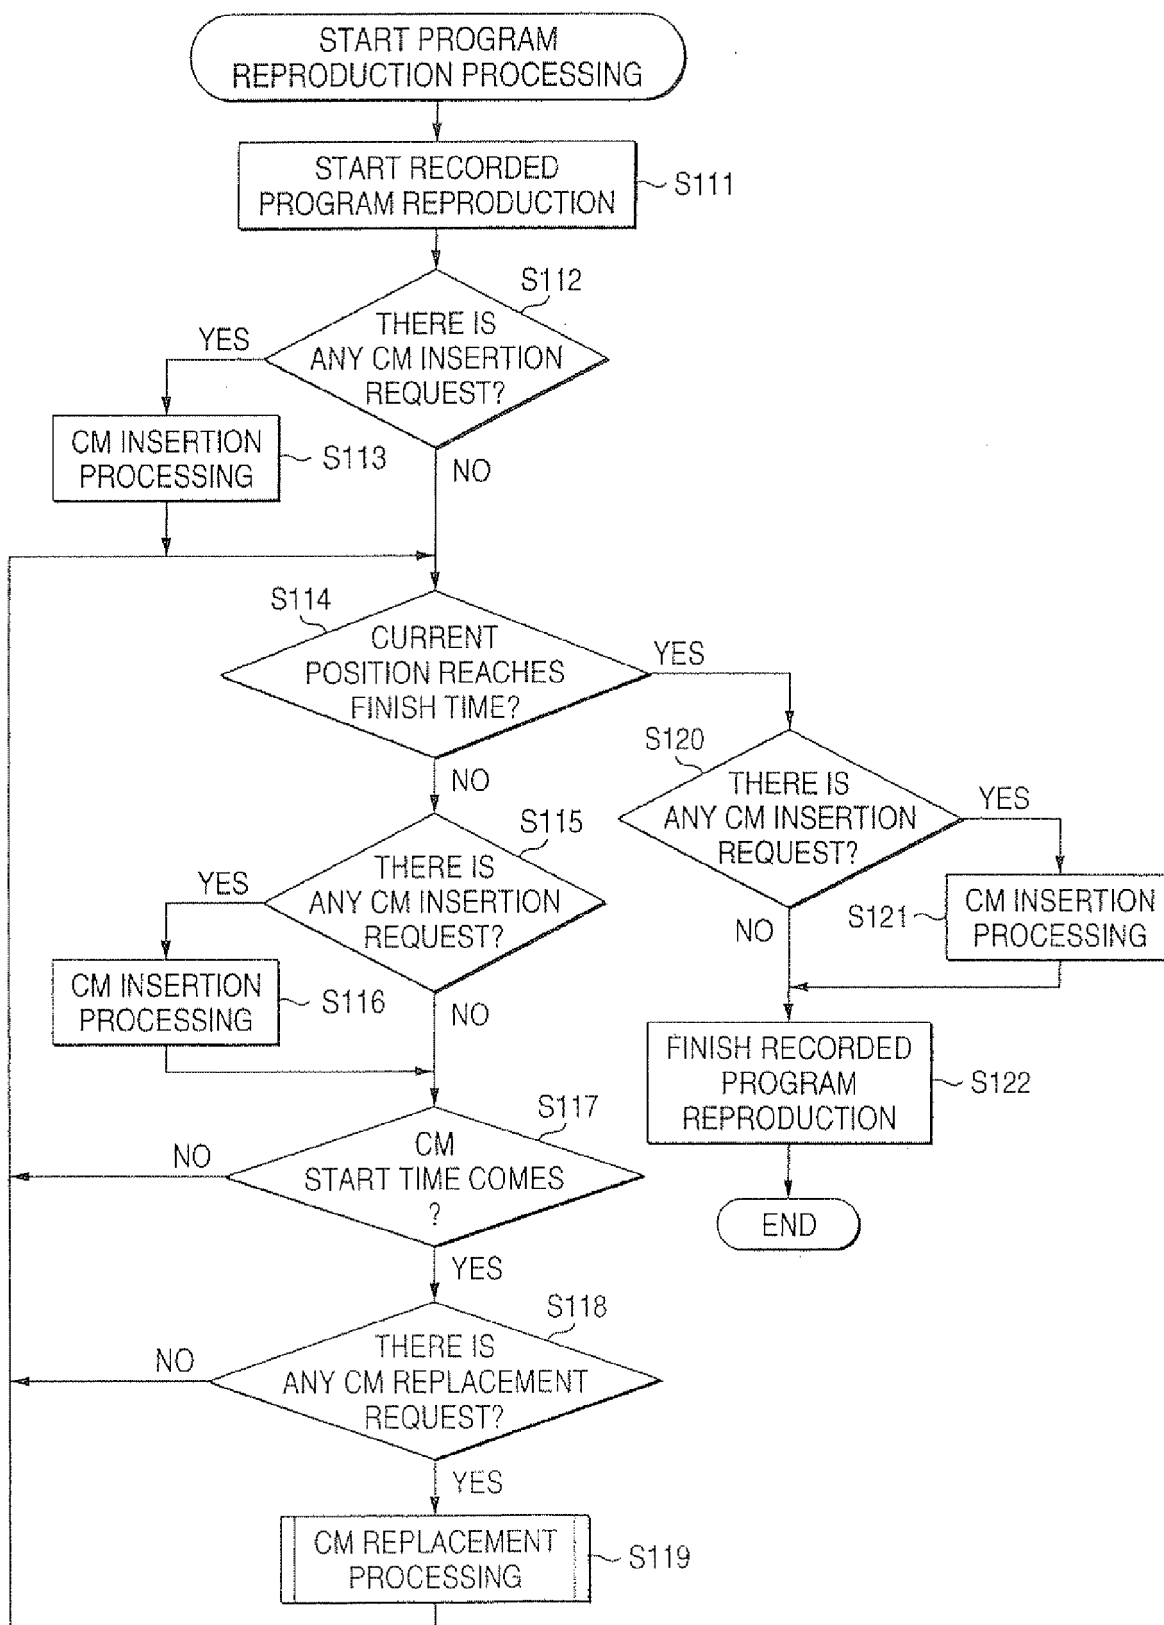 START PROGRAM
REPRODUCTION PROCESSING
START RECORDED
PROGRAM REPRODUCTION
S111
S112
THERE IS
ANY CM INSERTION
REQUEST?
YES
NO
CM INSERTION
PROCESSING
S113
S114
CURRENT
POSITION REACHES
FINISH TIME?
YES
NO
S115
THERE IS
ANY CM INSERTION
REQUEST?
YES
NO
CM INSERTION
PROCESSING
S116
S117
CM
START TIME COMES
?
NO
YES
S118
THERE IS
ANY CM REPLACEMENT
REQUEST?
NO
YES
CM REPLACEMENT
PROCESSING
S119
S120
THERE IS
ANY CM INSERTION
REQUEST?
YES
NO
S121
CM INSERTION
PROCESSING
FINISH RECORDED
PROGRAM
REPRODUCTION
S122
END